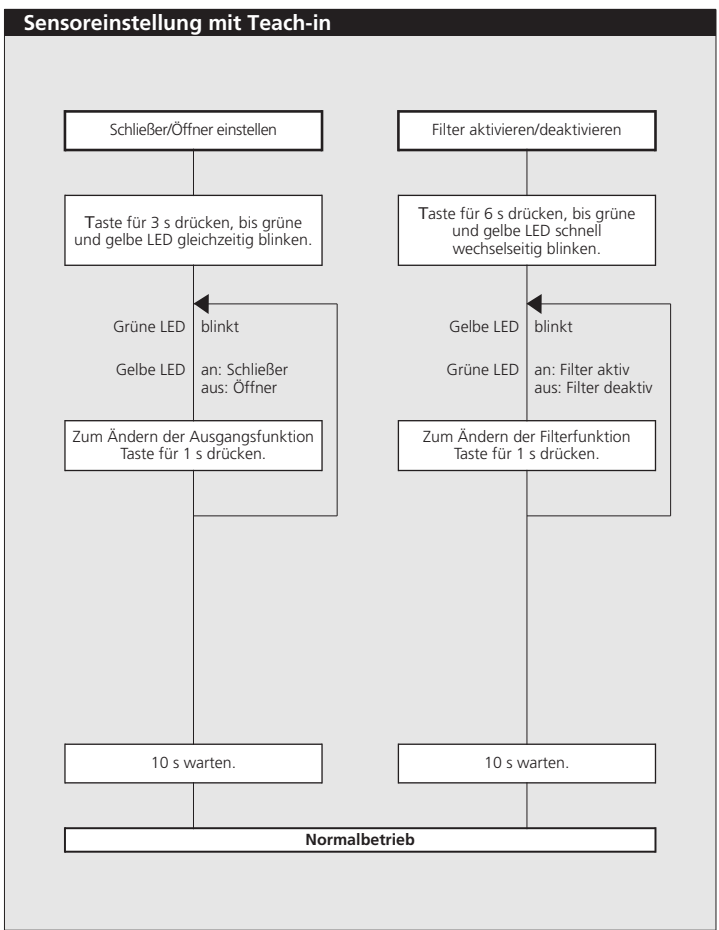 Sensoreinstellung mit Teach-in
Schließer/Öffner einstellen
Taste für 3 s drücken, bis grüne
und gelbe LED gleichzeitig blinken.
Grüne LED blinkt
Gelbe LED an: Schließer
aus: Öffner
Zum Ändern der Ausgangsfunktion
Taste für 1 s drücken.
10 s warten.
Filter aktivieren/deaktivieren
Taste für 6 s drücken, bis grüne
und gelbe LED schnell
wechselseitig blinken.
Gelbe LED blinkt
Grüne LED an: Filter aktiv
aus: Filter deaktiv
Zum Ändern der Filterfunktion
Taste für 1 s drücken.
10 s warten.
Normalbetrieb